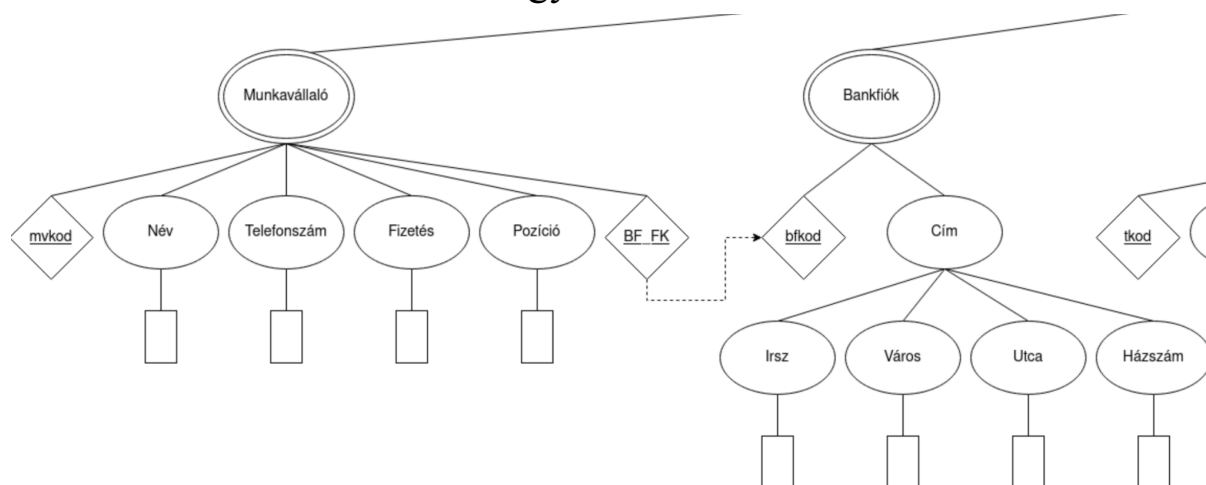 Munkavállaló
Bankfiók
mvkod
Név
Telefonszám
Fizetés
Pozíció
BF_FK
bfkod
Cím
tkod
Irsz
Város
Utca
Házszám